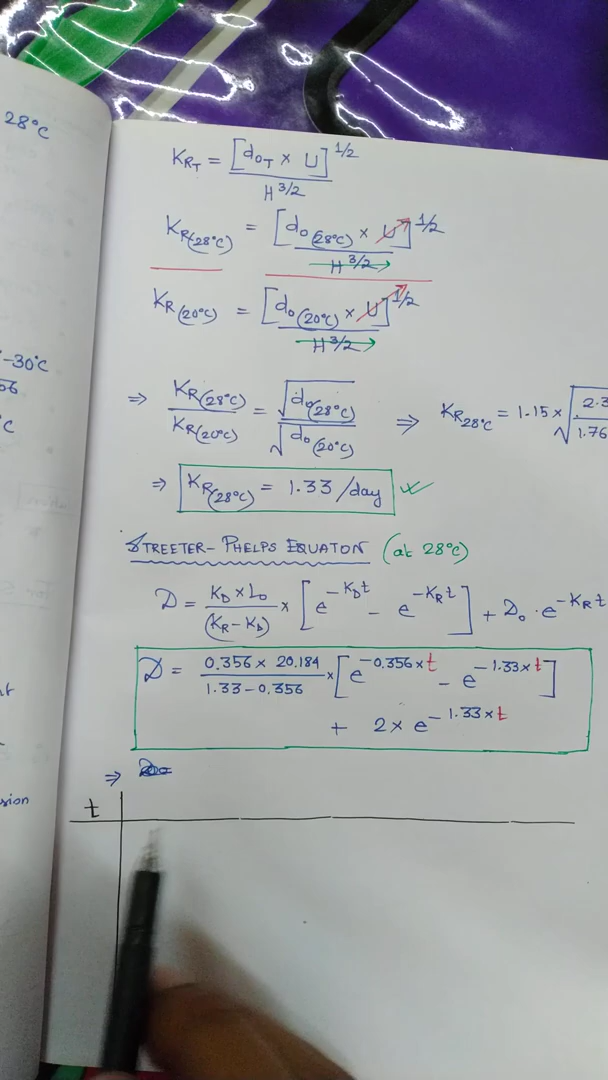 28°C
K_RT = [d_OT × U]^1/2 / H^3/2
K_R(28°C) = [d_o(28°C) × U]^1/2 / H^3/2
K_R(20°C) = [d_o(20°C) × U]^1/2 / H^3/2
-30°C
56
°C
⇒ K_R(28°C) / K_R(20°C) = √d_o(28°C) / √d_o(20°C) ⇒ K_R28°C = 1.15 × √2.3 / 1.76
⇒ K_R(28°C) = 1.33 /day
STREETER-PHELPS EQUATON (at 28°C)
D = K_D × L_o / (K_R - K_D) × [e^-K_D t - e^-K_R t] + D_o · e^-K_R t
D = 0.356 × 20.184 / 1.33 - 0.356 × [e^-0.356×t - e^-1.33×t]
+ 2 × e^-1.33×t
⇒
t
sion